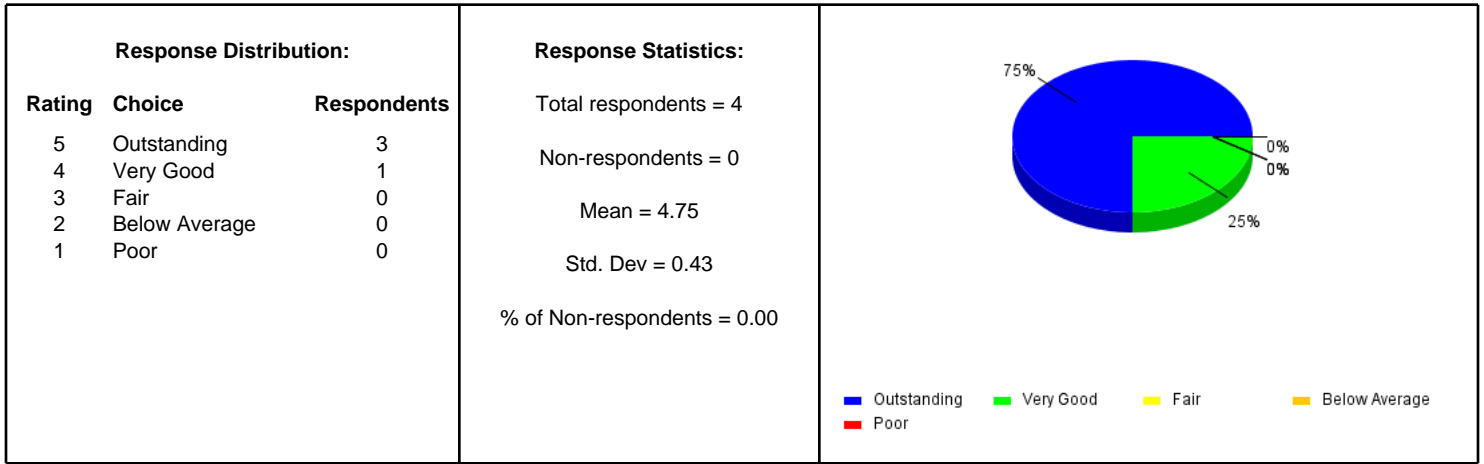 Response Distribution:
Rating Choice Respondents
5 Outstanding 3
4 Very Good 1
3 Fair 0
2 Below Average 0
1 Poor 0
Response Statistics:
Total respondents = 4
Non-respondents = 0
Mean = 4.75
Std. Dev = 0.43
% of Non-respondents = 0.00
75%
0%
0%
25%
Outstanding Very Good Fair Below Average
Poor